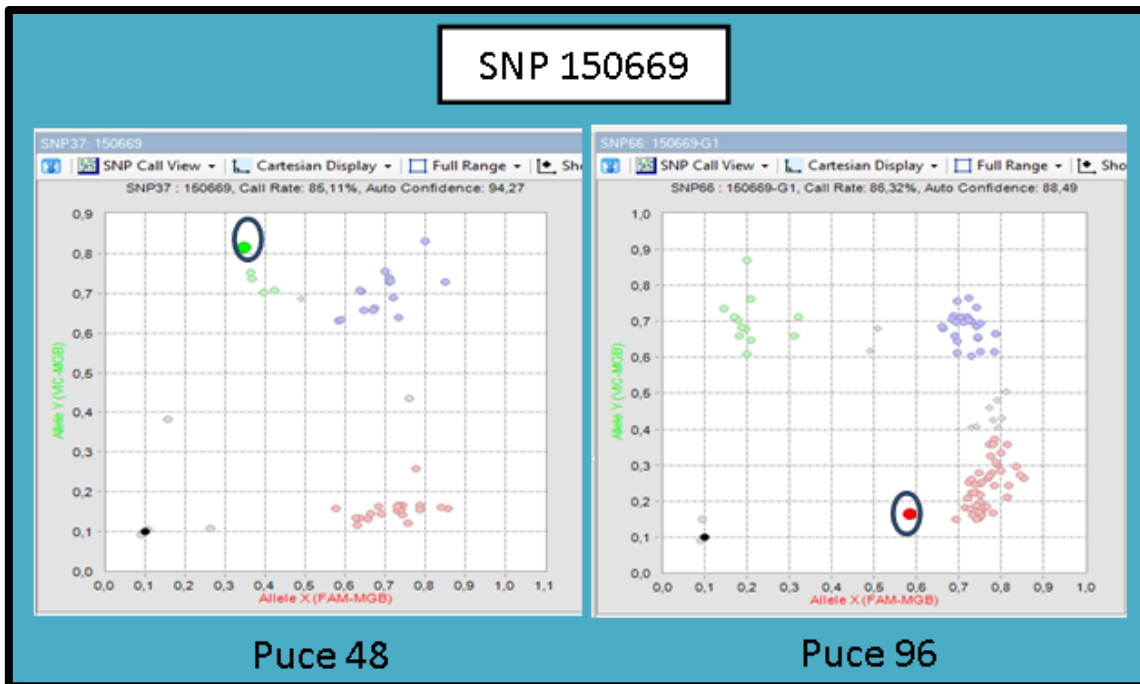 SNP 150669
SNP37: 150669
SNP Call View
Cartesian Display
Full Range
SNP37 : 150669, Call Rate: 85,11%, Auto Confidence: 94,27
Allele Y (VIC-MGB)
0,9
0,8
0,7
0,6
0,5
0,4
0,3
0,2
0,1
0,0
0,0 0,1 0,2 0,3 0,4 0,5 0,6 0,7 0,8 0,9 1,0 1,1
Allele X (FAM-MGB)
Puce 48
SNP66: 150669-G1
SNP Call View
Cartesian Display
Full Range
Sho
SNP66 : 150669-G1, Call Rate: 86,32%, Auto Confidence: 88,49
Allele Y (VIC-MGB)
1,0
0,9
0,8
0,7
0,6
0,5
0,4
0,3
0,2
0,1
0,0
0,0 0,1 0,2 0,3 0,4 0,5 0,6 0,7 0,8 0,9 1,0
Allele X (FAM-MGB)
Puce 96